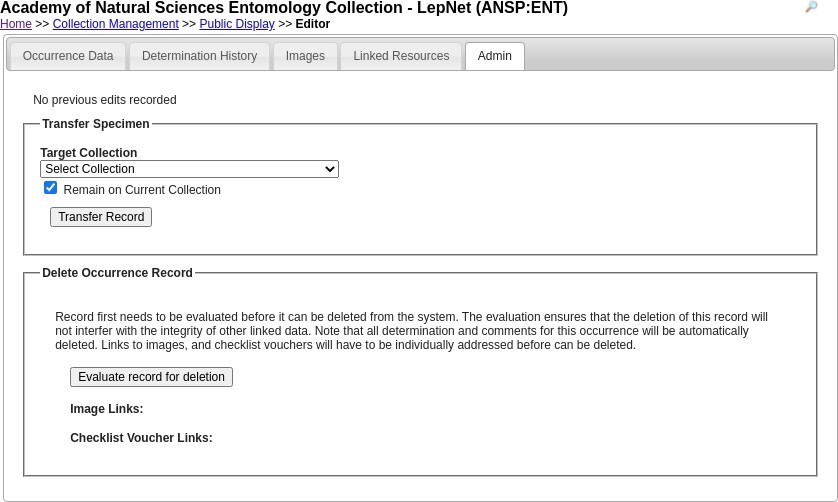 Academy of Natural Sciences Entomology Collection - LepNet (ANSP:ENT)
Home >> Collection Management >> Public Display >> Editor
Occurrence Data Determination History Images Linked Resources Admin
No previous edits recorded
Transfer Specimen
Target Collection
Select Collection
Remain on Current Collection
Transfer Record
Delete Occurrence Record
Record first needs to be evaluated before it can be deleted from the system. The evaluation ensures that the deletion of this record will
not interfer with the integrity of other linked data. Note that all determination and comments for this occurrence will be automatically
deleted. Links to images, and checklist vouchers will have to be individually addressed before can be deleted.
Evaluate record for deletion
Image Links:
Checklist Voucher Links: